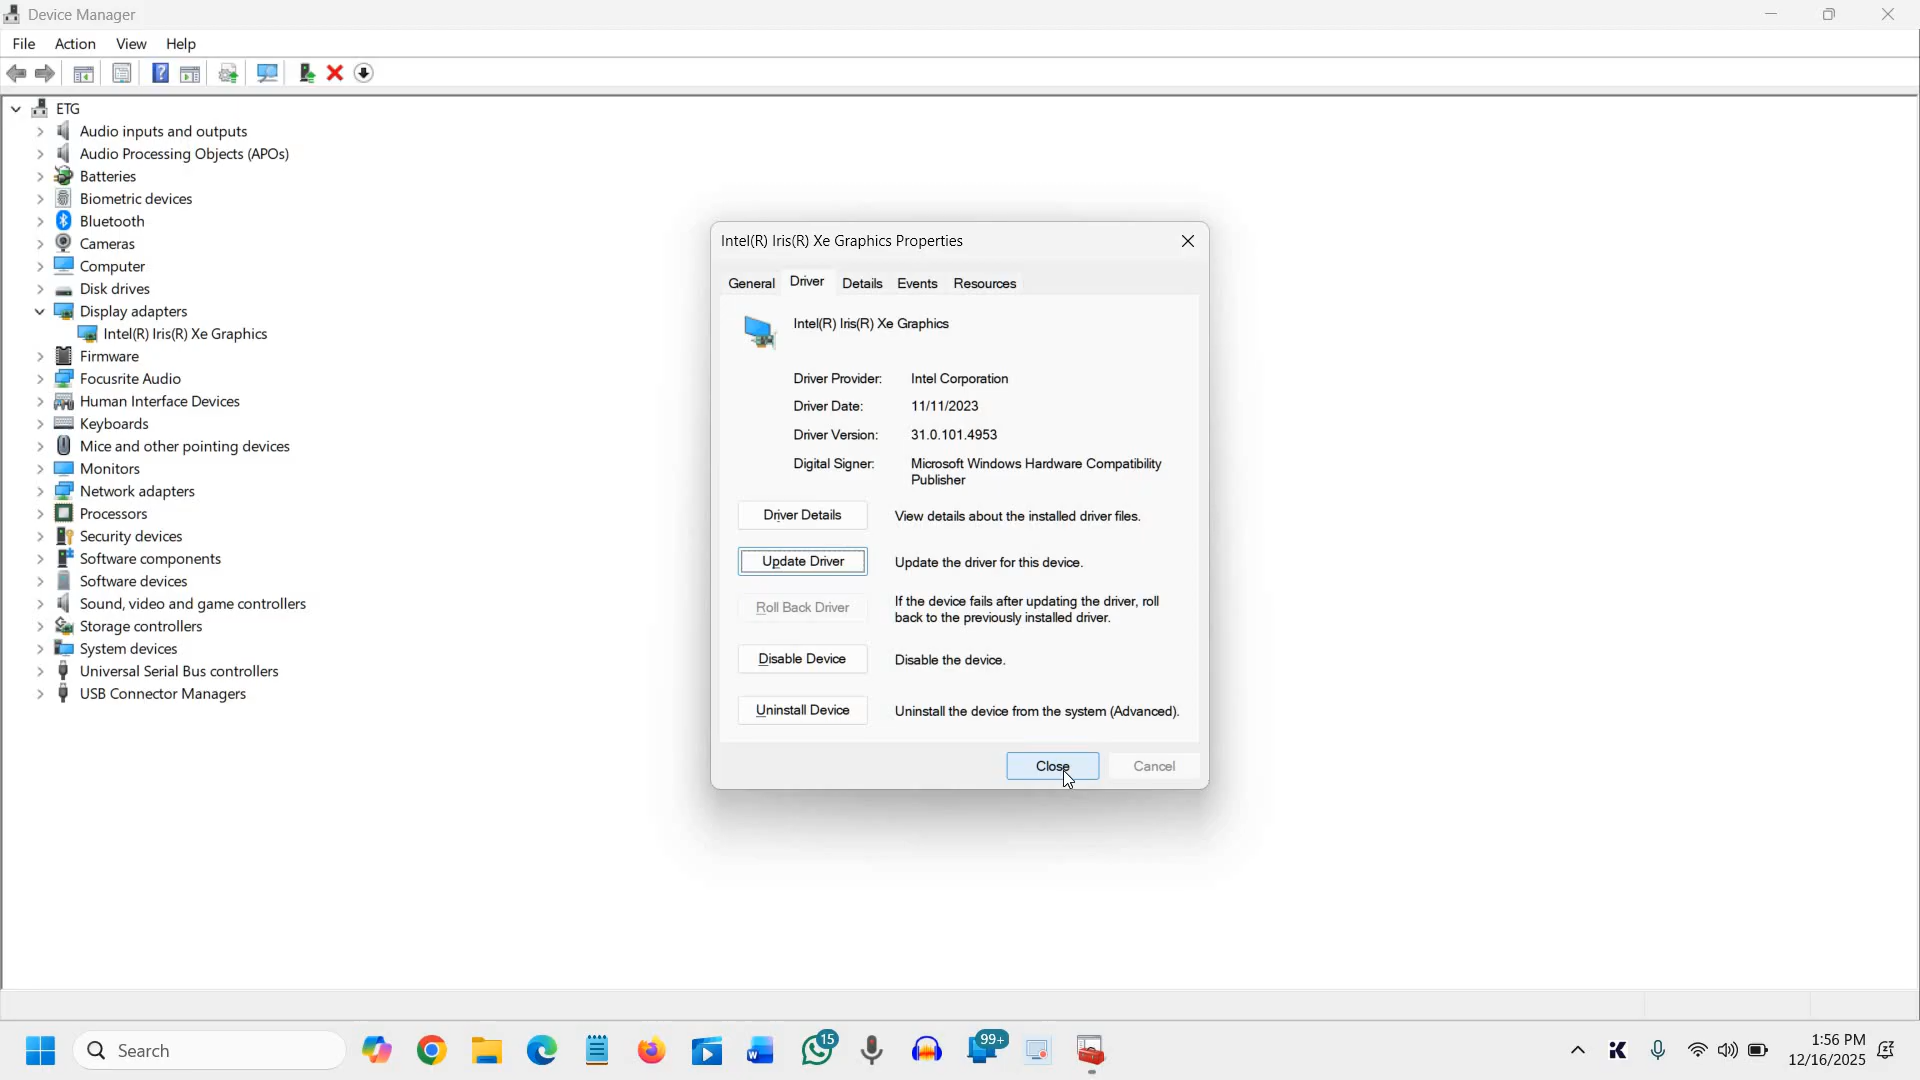 Device Manager
File Action View Help
ETG
Audio inputs and outputs
Audio Processing Objects (APOs)
Batteries
Biometric devices
Bluetooth
Cameras
Computer
Disk drives
Display adapters
Intel(R) Iris(R) Xe Graphics
Firmware
Focusrite Audio
Human Interface Devices
Keyboards
Mice and other pointing devices
Monitors
Network adapters
Processors
Security devices
Software components
Software devices
Sound, video and game controllers
Storage controllers
System devices
Universal Serial Bus controllers
USB Connector Managers
Intel(R) Iris(R) Xe Graphics Properties
General Driver Details Events Resources
Intel(R) Iris(R) Xe Graphics
Driver Provider: Intel Corporation
Driver Date: 11/11/2023
Driver Version: 31.0.101.4953
Digital Signer: Microsoft Windows Hardware Compatibility
Publisher
Driver Details View details about the installed driver files.
Update Driver Update the driver for this device.
Roll Back Driver If the device fails after updating the driver, roll
back to the previously installed driver.
Disable Device Disable the device.
Uninstall Device Uninstall the device from the system (Advanced).
Close Cancel
Search
15
99+
1:56 PM
12/16/2025